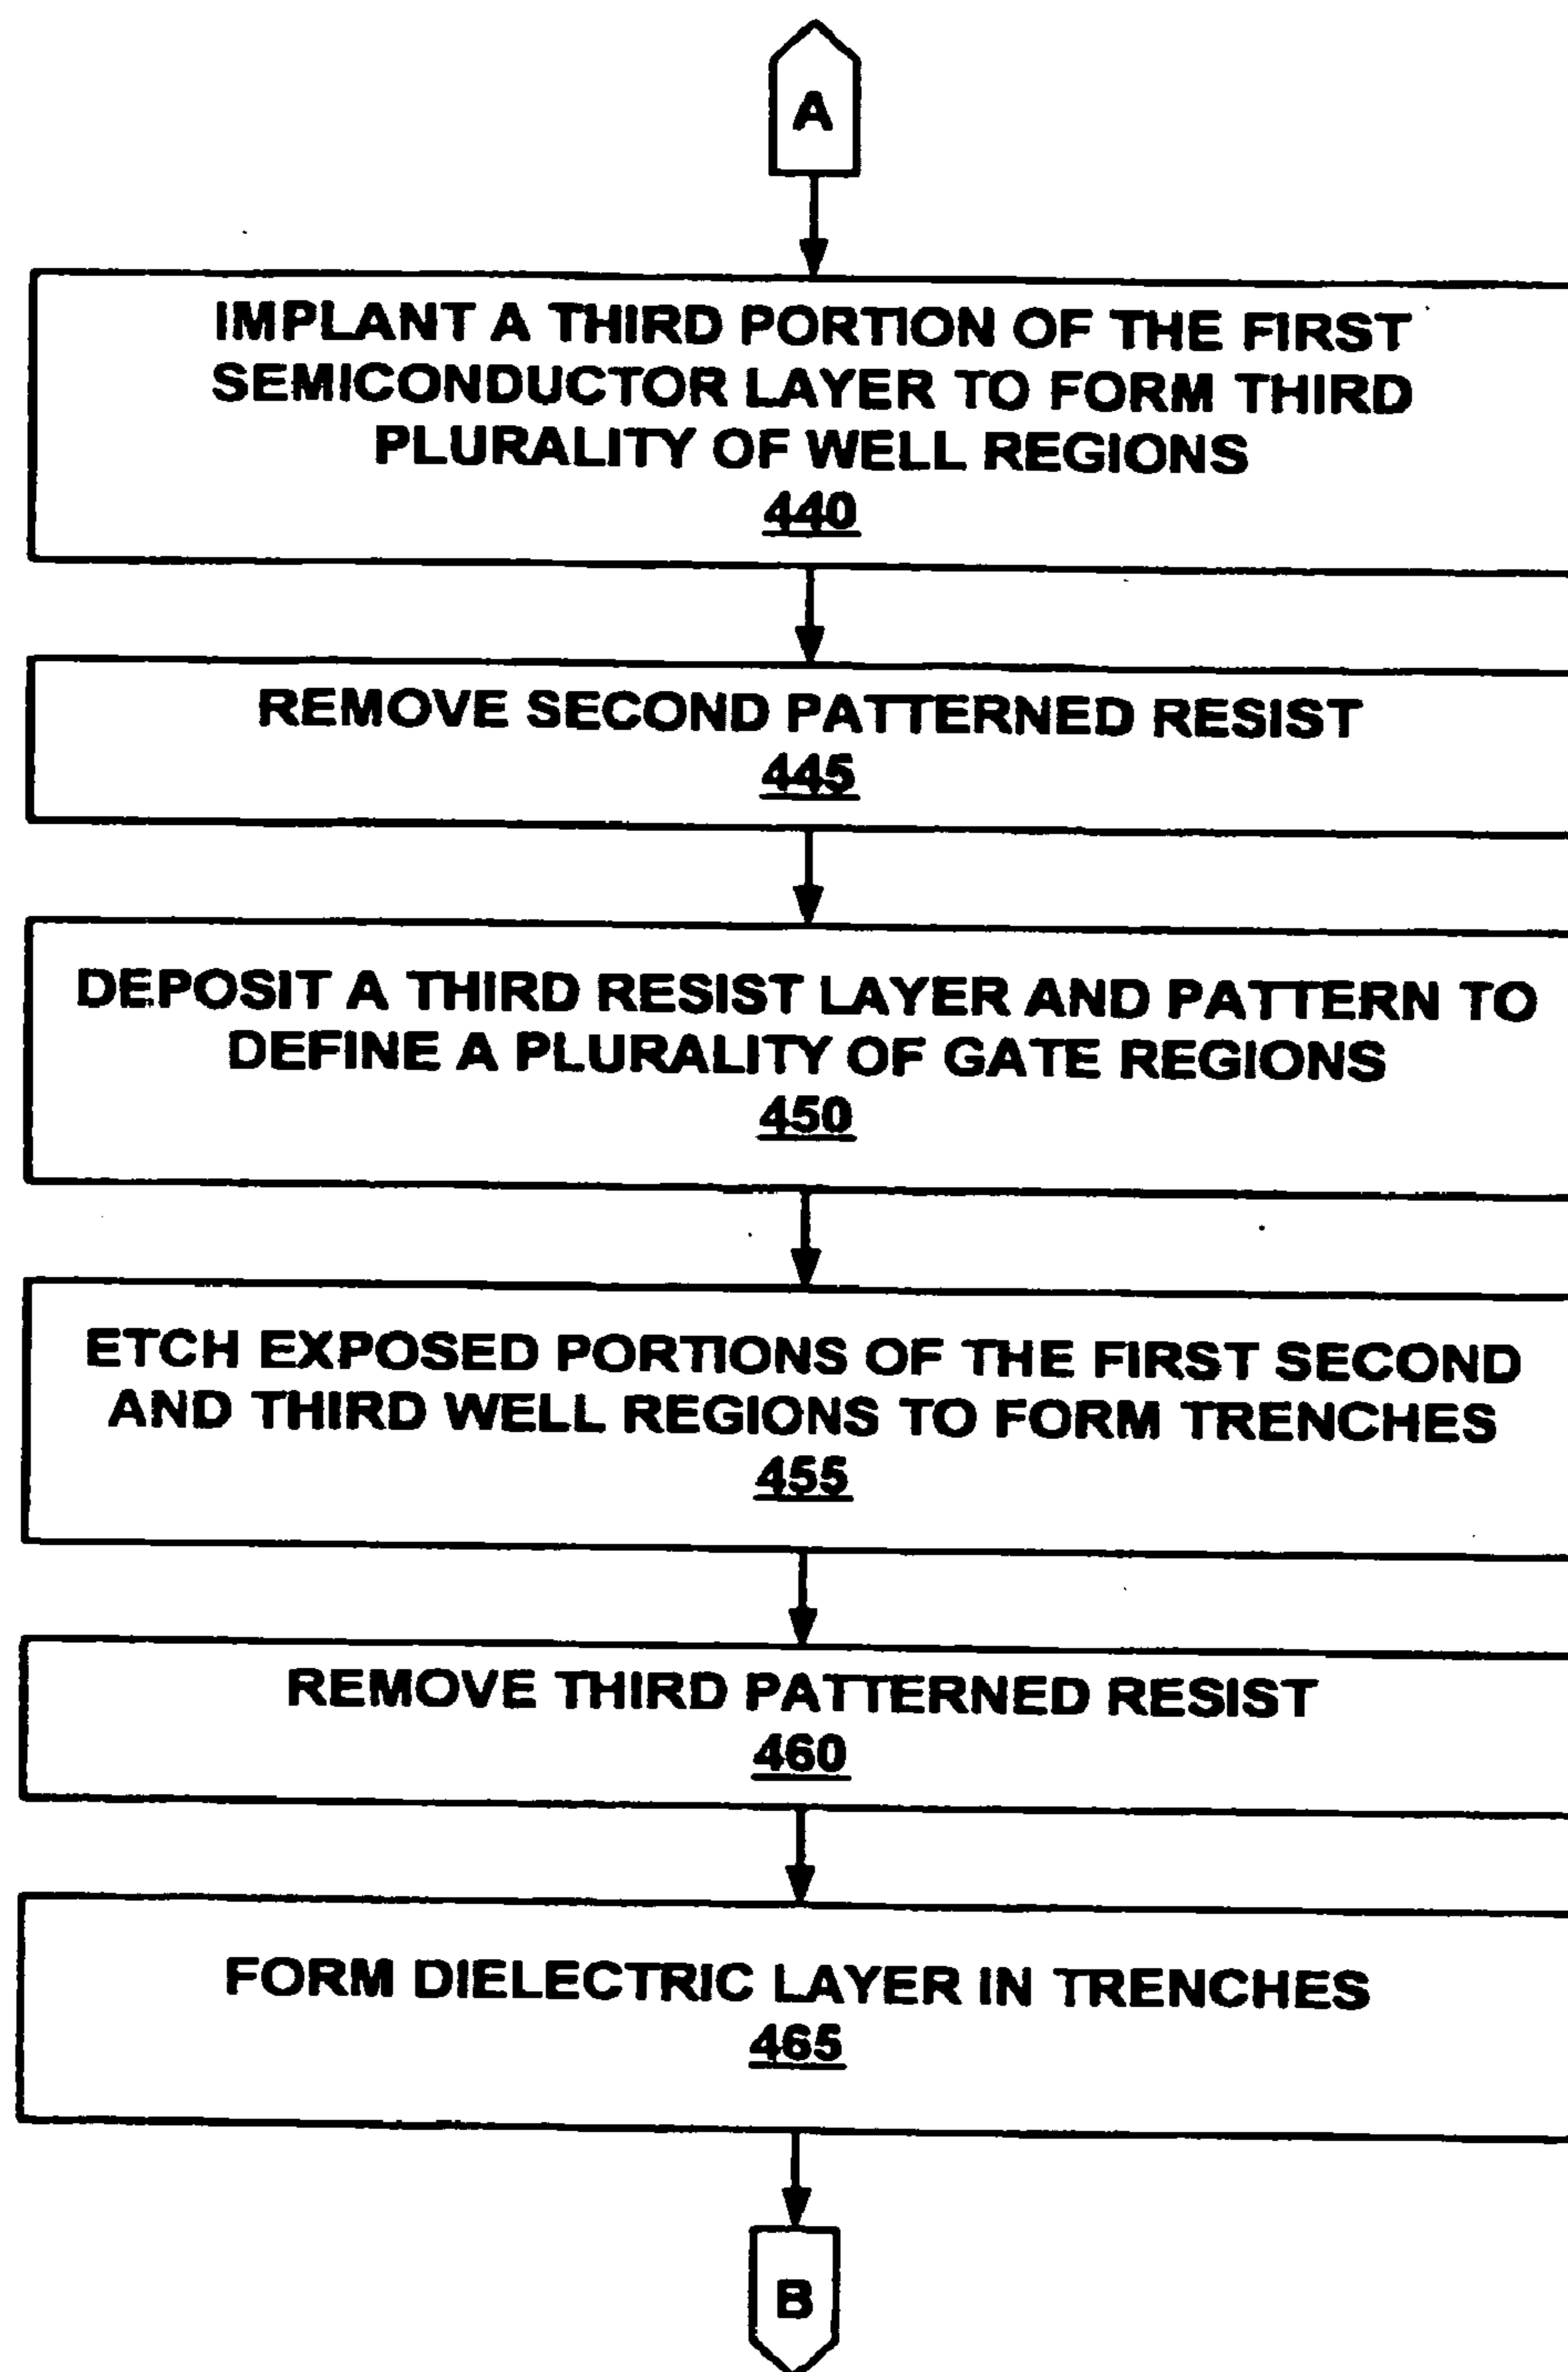 A
IMPLANT A THIRD PORTION OF THE FIRST
SEMICONDUCTOR LAYER TO FORM THIRD
PLURALITY OF WELL REGIONS
440
REMOVE SECOND PATTERNED RESIST
445
DEPOSIT A THIRD RESIST LAYER AND PATTERN TO
DEFINE A PLURALITY OF GATE REGIONS
450
ETCH EXPOSED PORTIONS OF THE FIRST SECOND
AND THIRD WELL REGIONS TO FORM TRENCHES
455
REMOVE THIRD PATTERNED RESIST
460
FORM DIELECTRIC LAYER IN TRENCHES
465
B